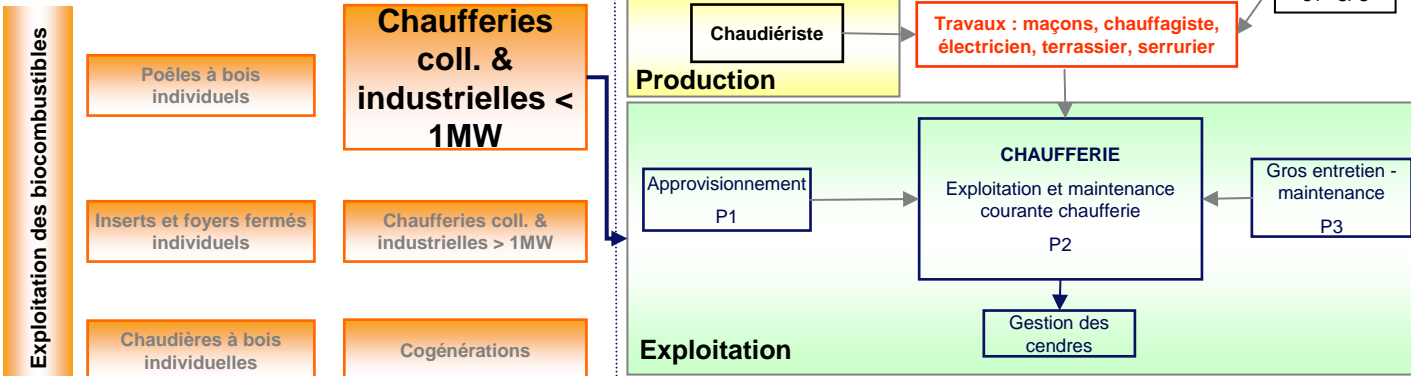 Exploitation des biocombustibles
Poêles à bois
individuels
Inserts et foyers fermés
individuels
Chaudières à bois
individuelles
Chaufferies
coll. &
industrielles <
1MW
Chaufferies coll. &
industrielles > 1MW
Cogénérations
Chaudiériste
Production
Travaux : maçons, chauffagiste,
électricien, terrassier, serrurier
Approvisionnement
P1
CHAUFFERIE
Exploitation et maintenance
courante chaufferie
P2
Gros entretien -
maintenance
P3
Gestion des
cendres
Exploitation